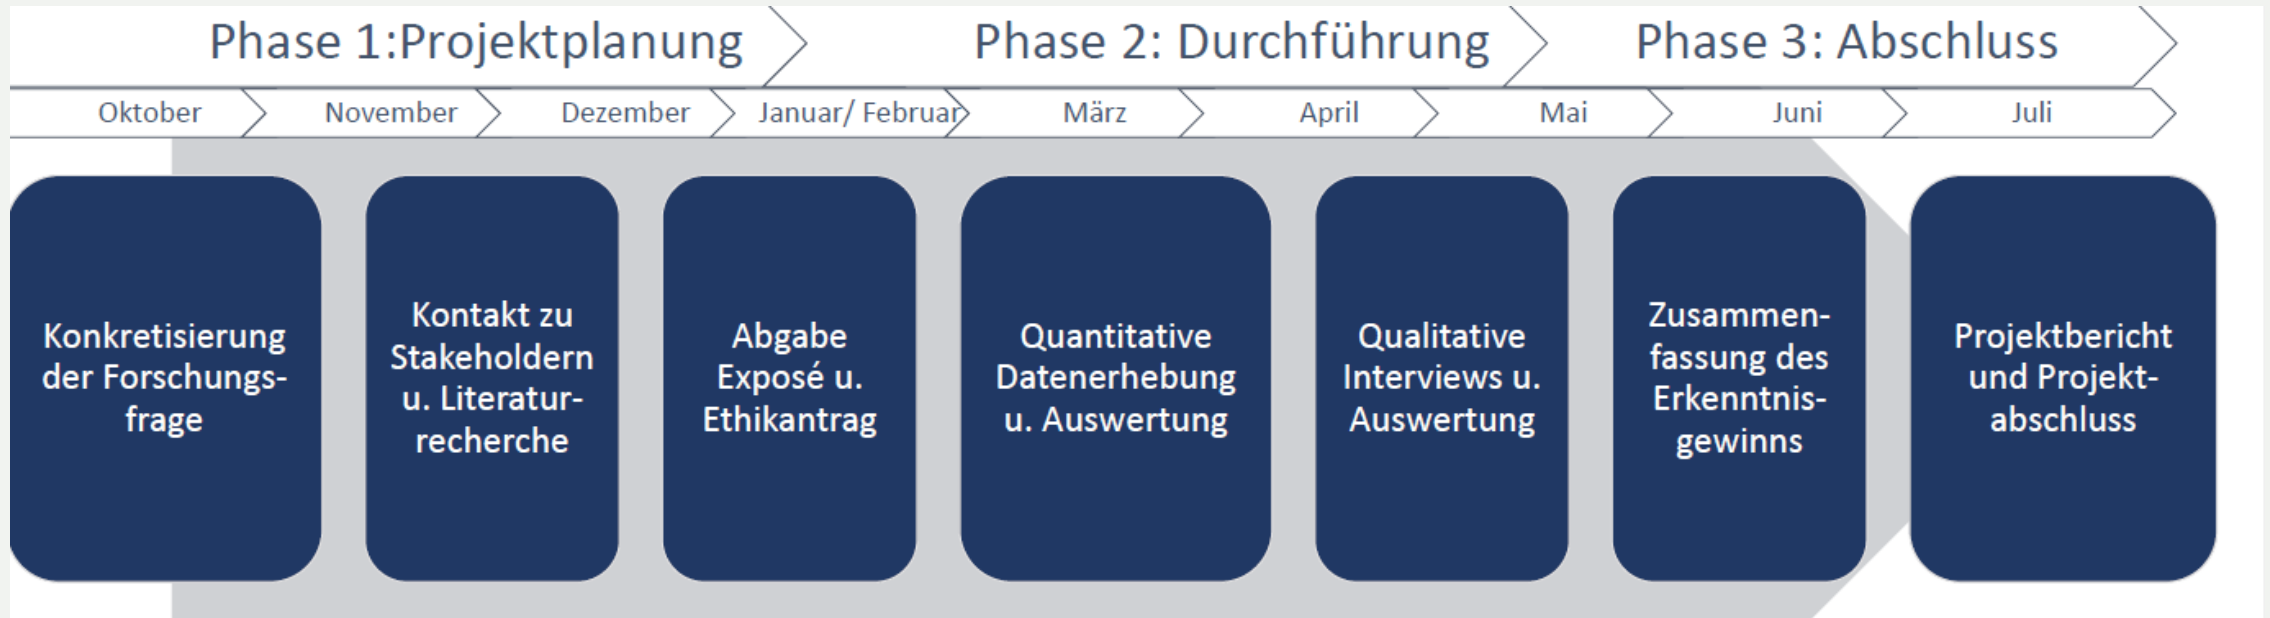 Phase 1:Projektplanung
Phase 2: Durchführung
Phase 3: Abschluss
Oktober
November
Dezember
Januar/ Februar
März
April
Mai
Juni
Juli
Konkretisierung
der Forschungs-
frage
Kontakt zu
Stakeholdern
u. Literatur-
recherche
Abgabe
Exposé u.
Ethikantrag
Quantitative
Datenerhebung
u. Auswertung
Qualitative
Interviews u.
Auswertung
Zusammen-
fassung des
Erkenntnis-
gewinns
Projektbericht
und Projekt-
abschluss